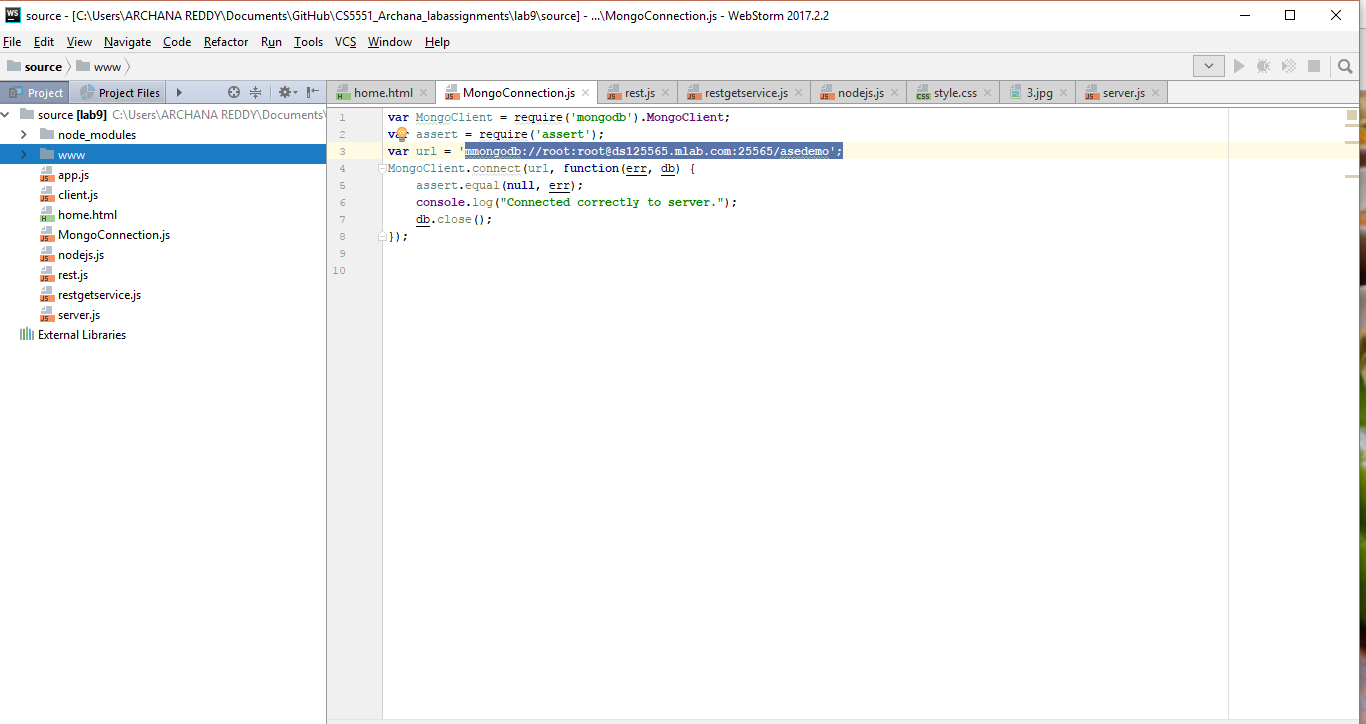 WS source - [C:\Users\ARCHANA REDDY\Documents\GitHub\CS5551_Archana_labassignments\lab9\source] - ...\MongoConnection.js - WebStorm 2017.2.2
File Edit View Navigate Code Refactor Run Tools VCS Window Help
source www
Project Project Files
home.html MongoConnection.js rest.js restgetservice.js nodejs.js style.css 3.jpg server.js
source [lab9] C:\Users\ARCHANA REDDY\Documents\
node_modules
www
app.js
client.js
home.html
MongoConnection.js
nodejs.js
rest.js
restgetservice.js
server.js
External Libraries
1 var MongoClient = require('mongodb').MongoClient;
2 var assert = require('assert');
3 var url = 'mmongodb://root:root@ds125565.mlab.com:25565/asedemo';
4 MongoClient.connect(url, function(err, db) {
5 assert.equal(null, err);
6 console.log("Connected correctly to server.");
7 db.close();
8 });
9
10